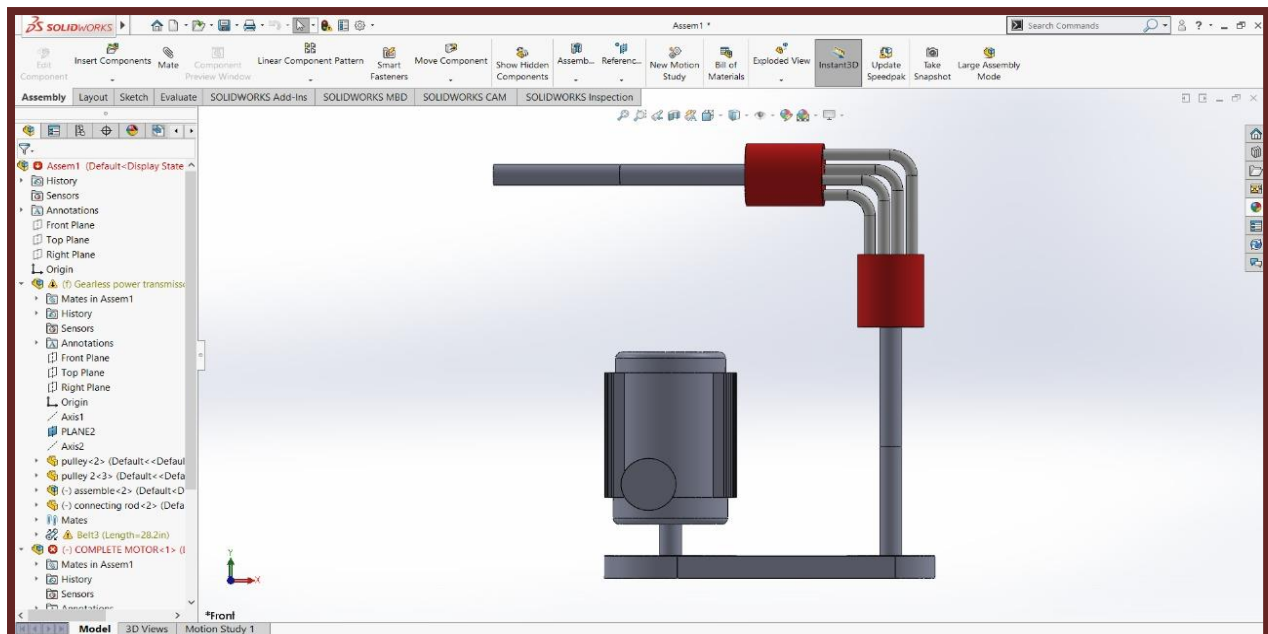 SOLIDWORKS
Assem1 *
Search Commands
Edit Component
Insert Components
Mate
Component Preview Window
Linear Component Pattern
Smart Fasteners
Move Component
Show Hidden Components
Assemb...
Referenc...
New Motion Study
Bill of Materials
Exploded View
Instant3D
Update Speedpak
Take Snapshot
Large Assembly Mode
Assembly
Layout
Sketch
Evaluate
SOLIDWORKS Add-Ins
SOLIDWORKS MBD
SOLIDWORKS CAM
SOLIDWORKS Inspection
Assem1 (Default<Display State
History
Sensors
Annotations
Front Plane
Top Plane
Right Plane
Origin
(f) Gearless power transmisso
Mates in Assem1
History
Sensors
Annotations
Front Plane
Top Plane
Right Plane
Origin
Axis1
PLANE2
Axis2
pulley<2> (Default<<Defaul
pulley 2<3> (Default<<Defa
(-) assemble<2> (Default<D
(-) connecting rod<2> (Defa
Mates
Belt3 (Length=28.2in)
(-) COMPLETE MOTOR<1> (
Mates in Assem1
History
Sensors
Annotations
Y
X
*Front
Model
3D Views
Motion Study 1